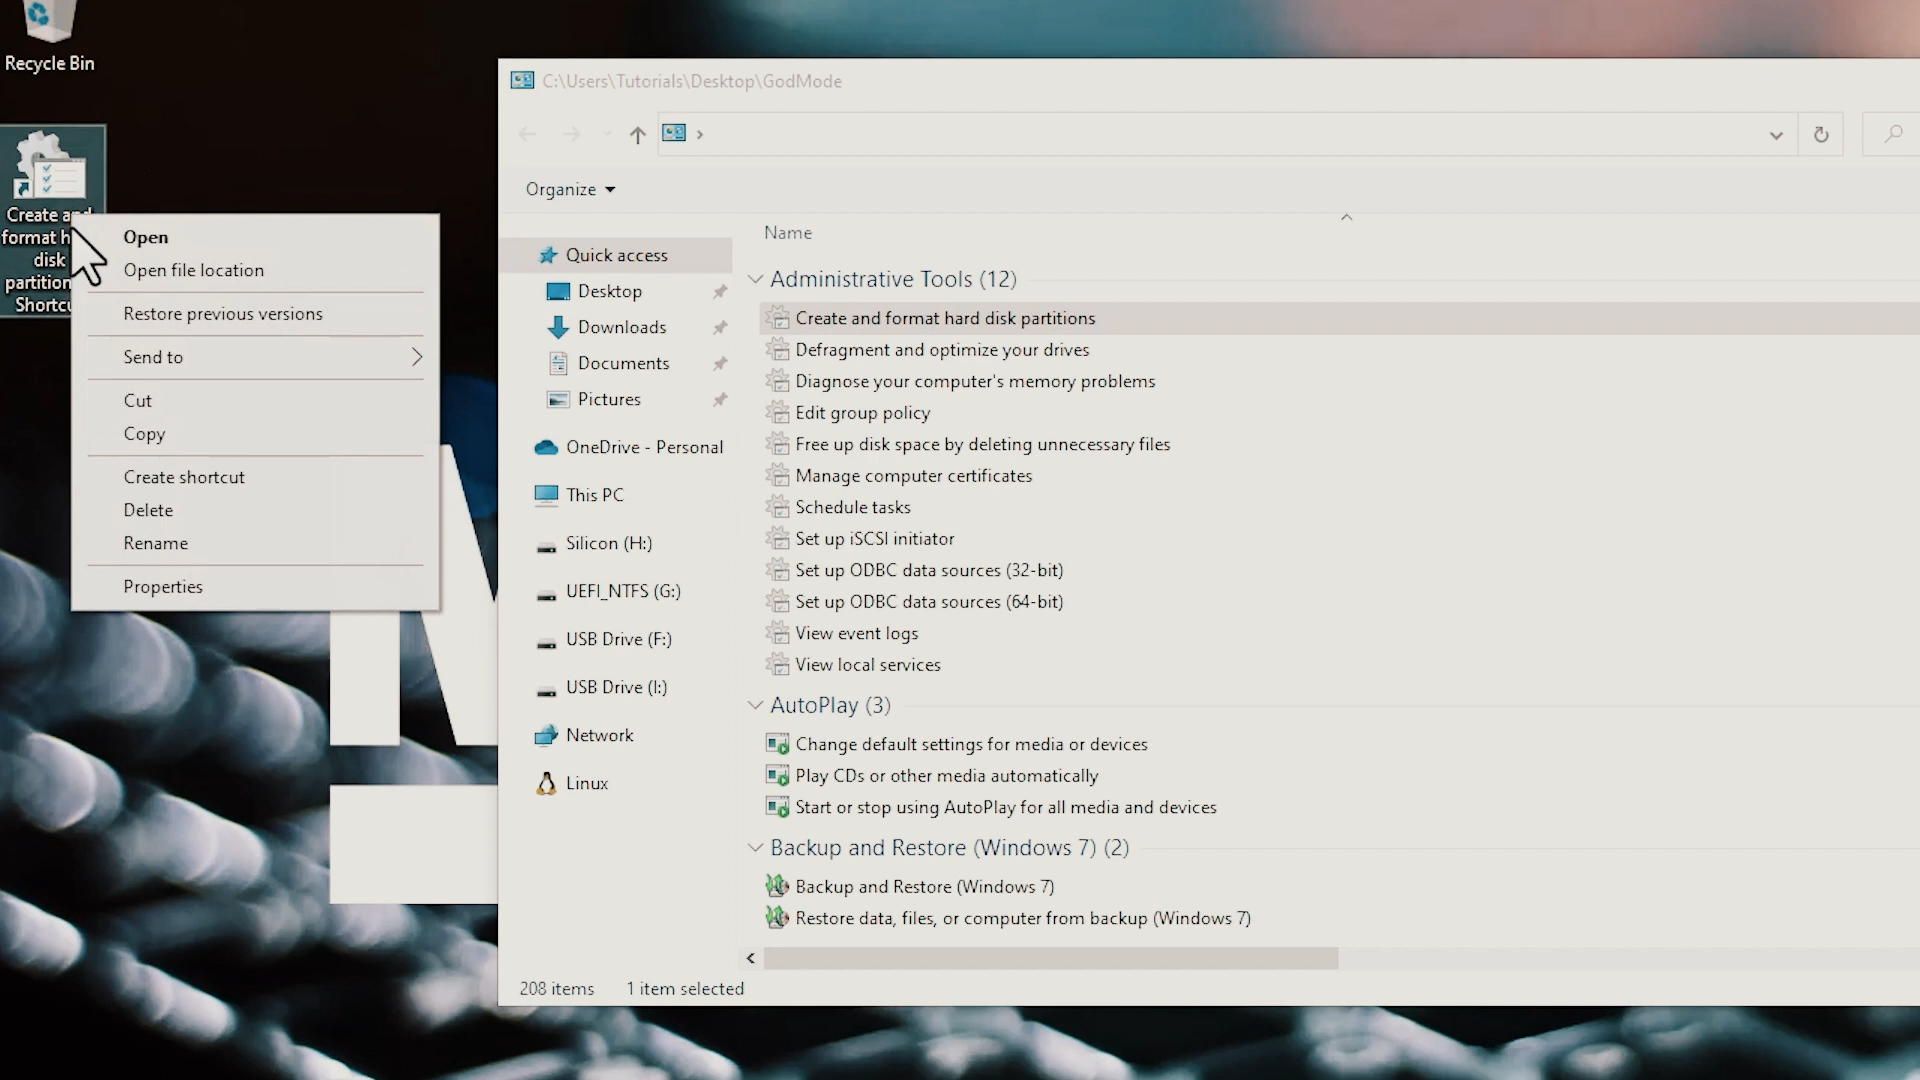 Recycle Bin
Create and
format h
disk
partition
Shortcu
Open
Open file location
Restore previous versions
Send to
Cut
Copy
Create shortcut
Delete
Rename
Properties
C:\Users\Tutorials\Desktop\GodMode
Organize
Name
Quick access
Desktop
Downloads
Documents
Pictures
OneDrive - Personal
This PC
Silicon (H:)
UEFI_NTFS (G:)
USB Drive (F:)
USB Drive (I:)
Network
Linux
Administrative Tools (12)
Create and format hard disk partitions
Defragment and optimize your drives
Diagnose your computer's memory problems
Edit group policy
Free up disk space by deleting unnecessary files
Manage computer certificates
Schedule tasks
Set up iSCSI initiator
Set up ODBC data sources (32-bit)
Set up ODBC data sources (64-bit)
View event logs
View local services
AutoPlay (3)
Change default settings for media or devices
Play CDs or other media automatically
Start or stop using AutoPlay for all media and devices
Backup and Restore (Windows 7) (2)
Backup and Restore (Windows 7)
Restore data, files, or computer from backup (Windows 7)
208 items
1 item selected